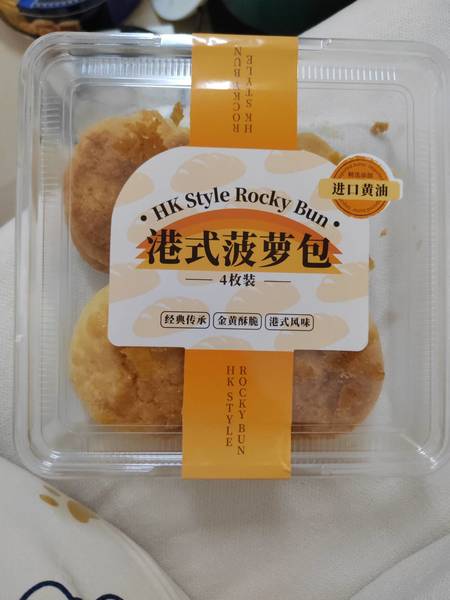 HK STYLE
ROCKY BUN
进口黄油
HK Style Rocky Bun
港式菠萝包
4枚装
经典传承
金黄酥脆
港式风味
ROCKY BUN
HK STYLE